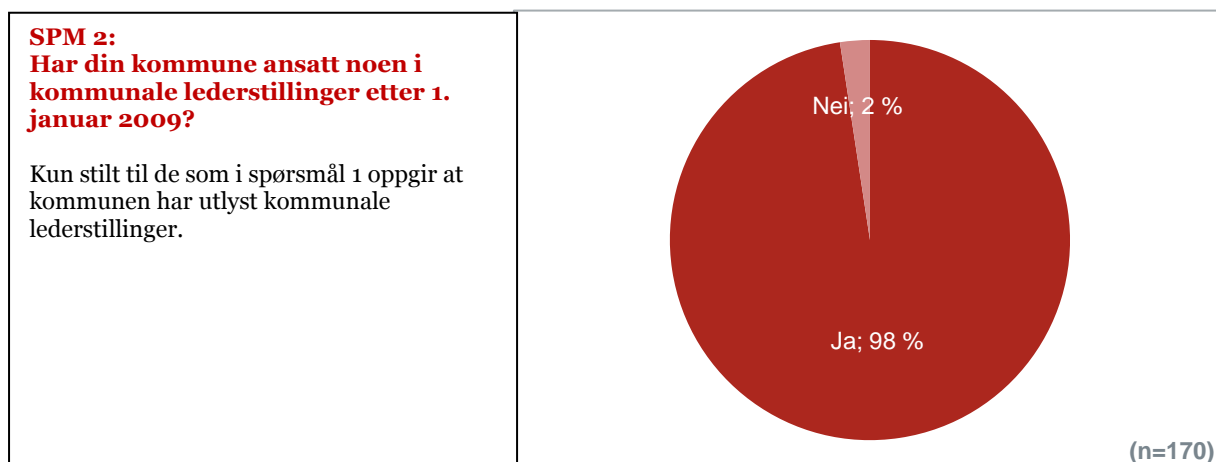 SPM 2:
Har din kommune ansatt noen i
kommunale lederstillinger etter 1.
januar 2009?
Kun stilt til de som i spørsmål 1 oppgir at
kommunen har utlyst kommunale
lederstillinger.
Nei; 2 %
Ja; 98 %
(n=170)